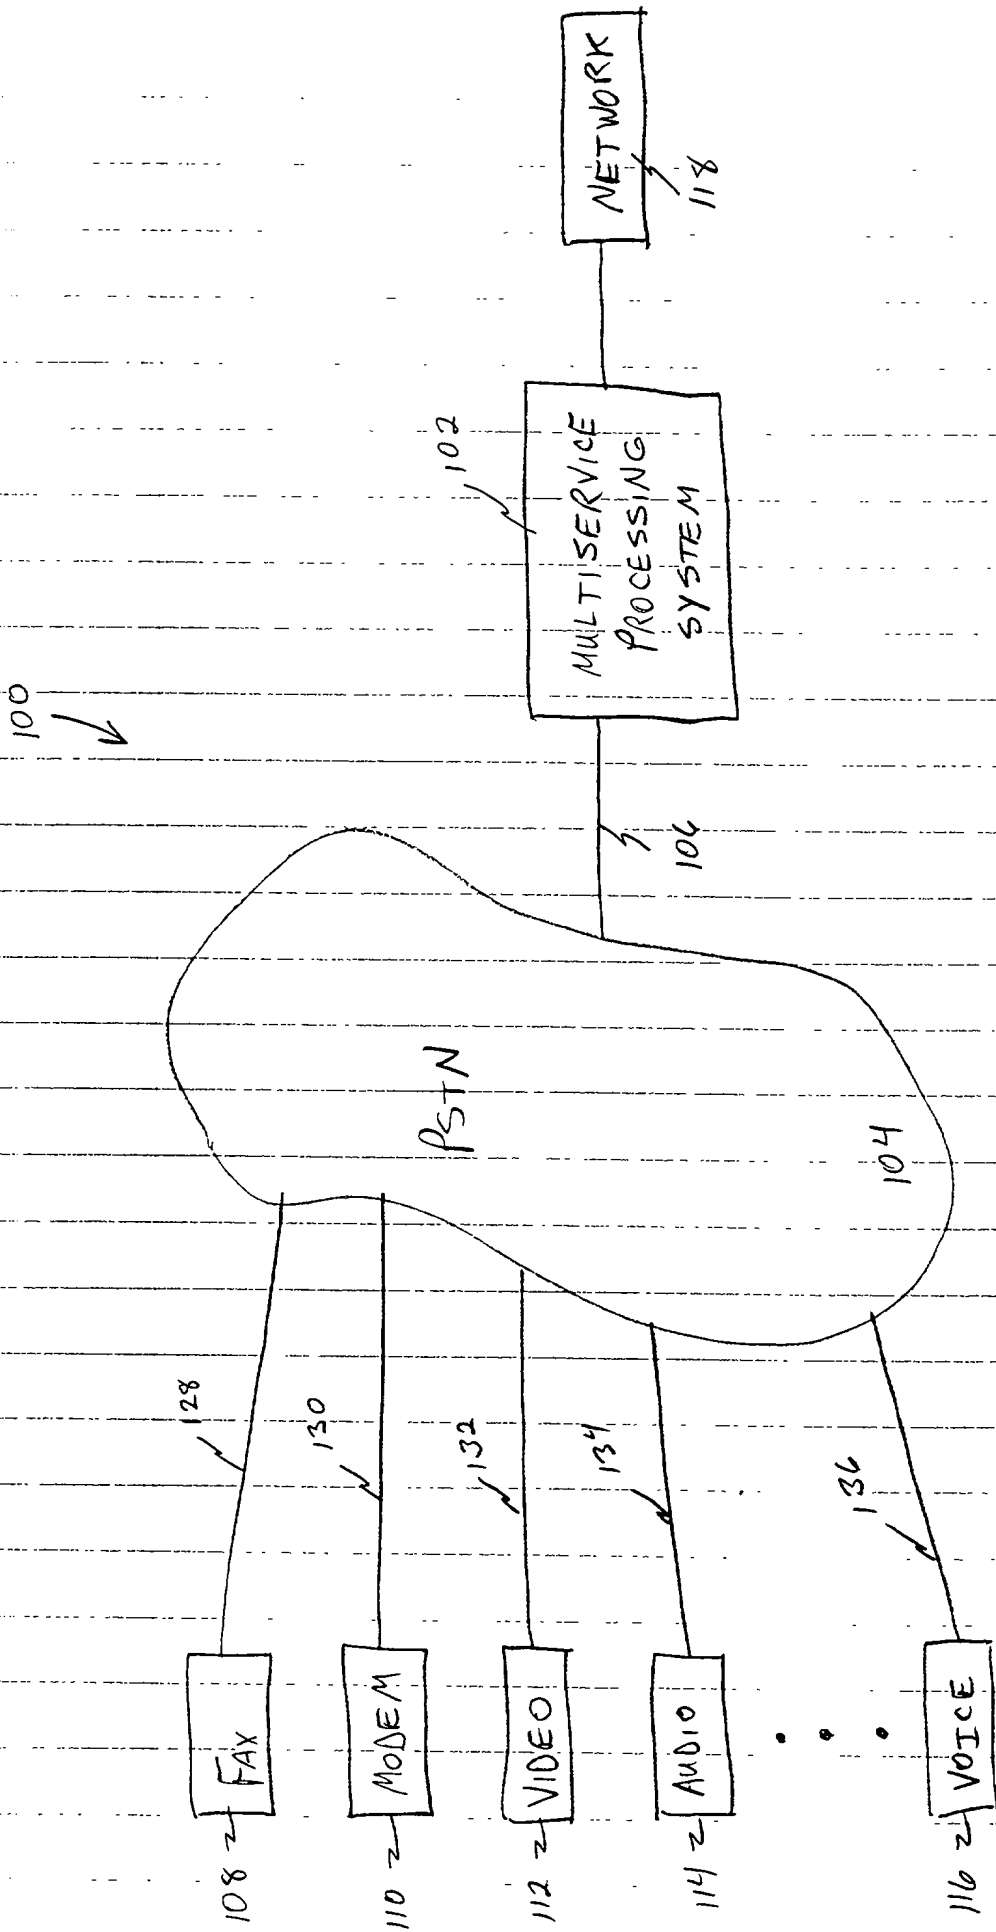 100
128
108
FAX
130
110
MODEM
132
112
VIDEO
134
114
AUDIO
136
116
VOICE
PSTN
104
106
102
MULTISERVICE
PROCESSING
SYSTEM
NETWORK
118